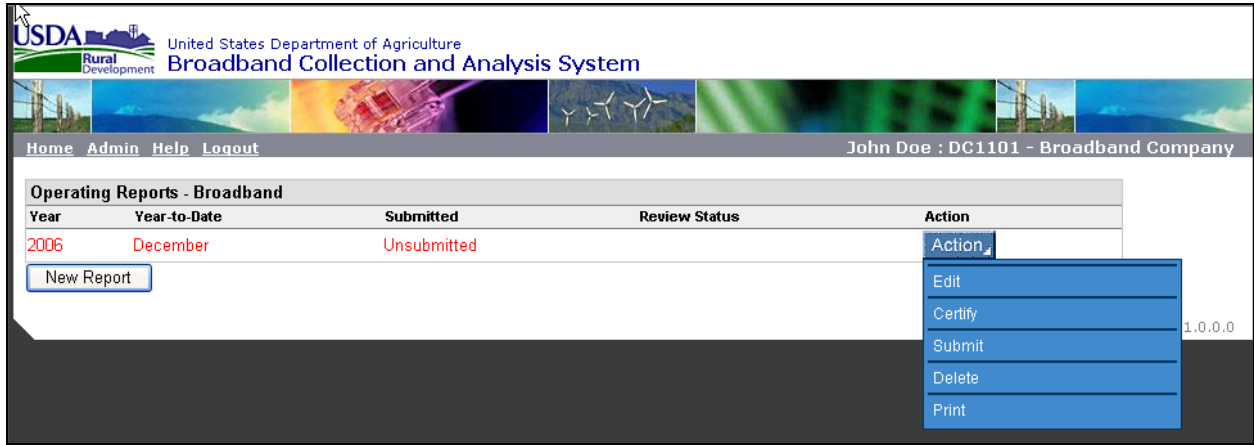 USDA
Rural
Development
United States Department of Agriculture
Broadband Collection and Analysis System
Home Admin Help Logout John Doe : DC1101 - Broadband Company
Operating Reports - Broadband
Year Year-to-Date Submitted Review Status Action
2006 December Unsubmitted Action
New Report
Edit
Certify
1.0.0.0
Submit
Delete
Print